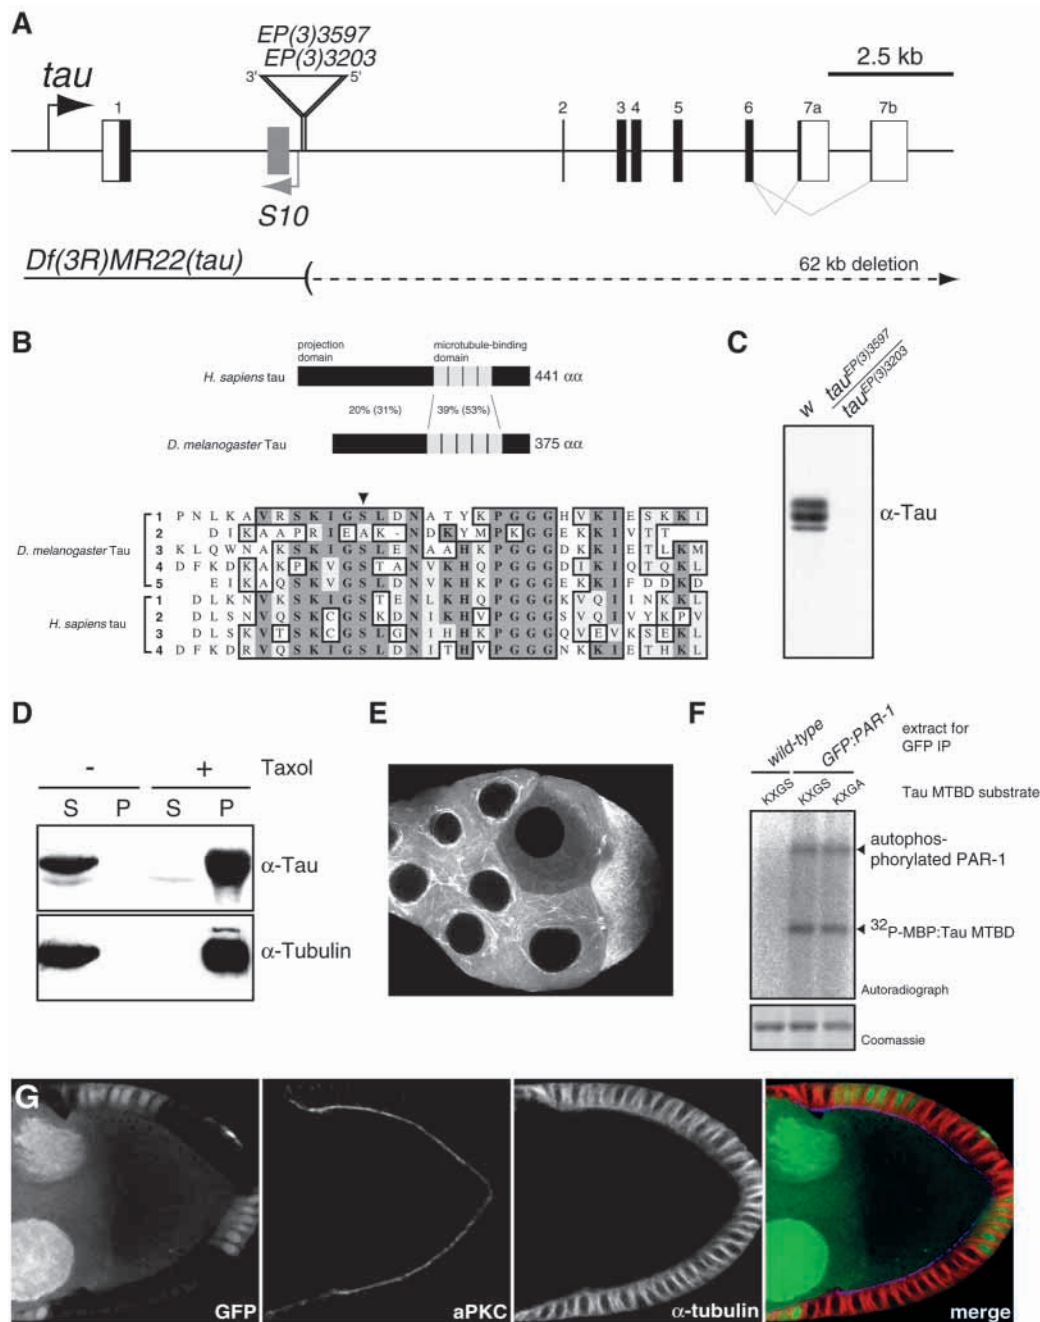 A
EP(3)3597
EP(3)3203
3' 5'
2.5 kb
tau
1 2 3 4 5 6 7a 7b
S10
Df(3R)MR22(tau)
62 kb deletion
B
projection domain
microtubule-binding domain
H. sapiens tau
441 αα
20% (31%) 39% (53%)
D. melanogaster Tau
375 αα
D. melanogaster Tau
1 P N L K A V R S K I G S L D N A T Y K P G G G H V K I E S K K I
2 D I K A A P R I E A K - N D K Y M P K G G E K K I V T T
3 K L Q W N A K S K I G S L E N A A H K P G G G D K K I E T L K M
4 D F K D K A K P K V G S T A N V K H Q P G G G D I K I Q T Q K L
5 E I K A Q S K V G S L D N V K H K P G G G E K K I F D D K D
H. sapiens tau
1 D L K N V K S K I G S T E N L K H Q P G G G K V Q I I N K K L
2 D L S N V Q S K C G S K D N I K H V P G G G S V Q I V Y K P V
3 D L S K V T S K C G S L G N I H H K P G G G Q V E V K S E K L
4 D F K D R V Q S K I G S L D N I T H V P G G G N K K I E T H K L
C
w
tauEP(3)3597
tauEP(3)3203
α-Tau
D
- + Taxol
S P S P
α-Tau
α-Tubulin
E
F
wild-type
GFP:PAR-1
extract for GFP IP
KXGS KXGS KXGA
Tau MTBD substrate
autophos-
phorylated PAR-1
32P-MBP:Tau MTBD
Autoradiograph
Coomassie
G
GFP
aPKC
α-tubulin
merge